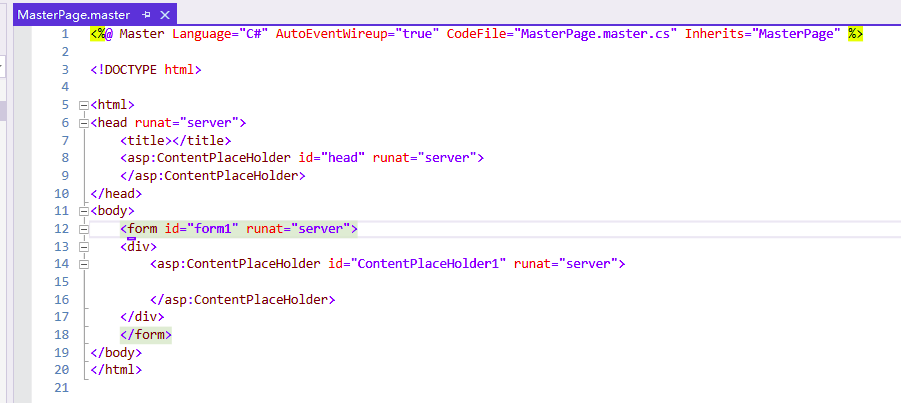 MasterPage.master
1 <%@ Master Language="C#" AutoEventWireup="true" CodeFile="MasterPage.master.cs" Inherits="MasterPage" %>
2
3 <!DOCTYPE html>
4
5 <html>
6 <head runat="server">
7     <title></title>
8     <asp:ContentPlaceHolder id="head" runat="server">
9     </asp:ContentPlaceHolder>
10 </head>
11 <body>
12     <form id="form1" runat="server">
13     <div>
14         <asp:ContentPlaceHolder id="ContentPlaceHolder1" runat="server">
15
16         </asp:ContentPlaceHolder>
17     </div>
18     </form>
19 </body>
20 </html>
21